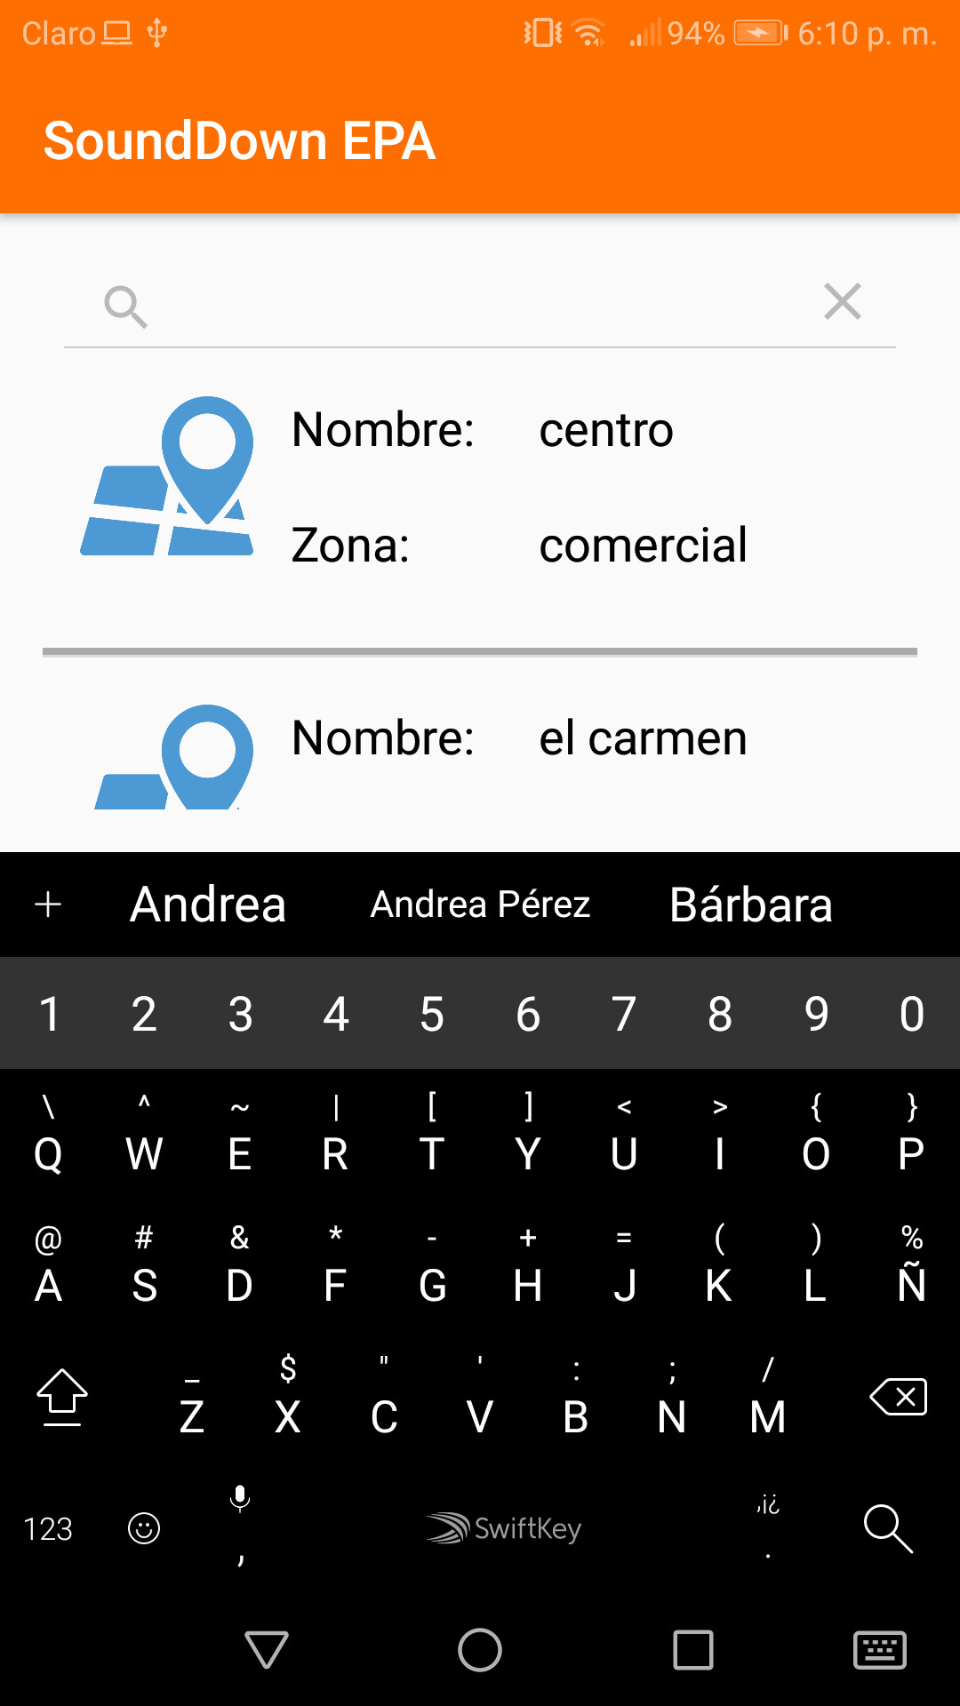 Claro 94% 6:10 p. m.
SoundDown EPA
Nombre: centro
Zona: comercial
Nombre: el carmen
+ Andrea Andrea Pérez Bárbara
1 2 3 4 5 6 7 8 9 0
\ ^ ~ | [ ] < > { }
Q W E R T Y U I O P
@ # & * - + = ( ) %
A S D F G H J K L Ñ
_ $ " ' : ; /
Z X C V B N M
,¡¿
123 SwiftKey
, .